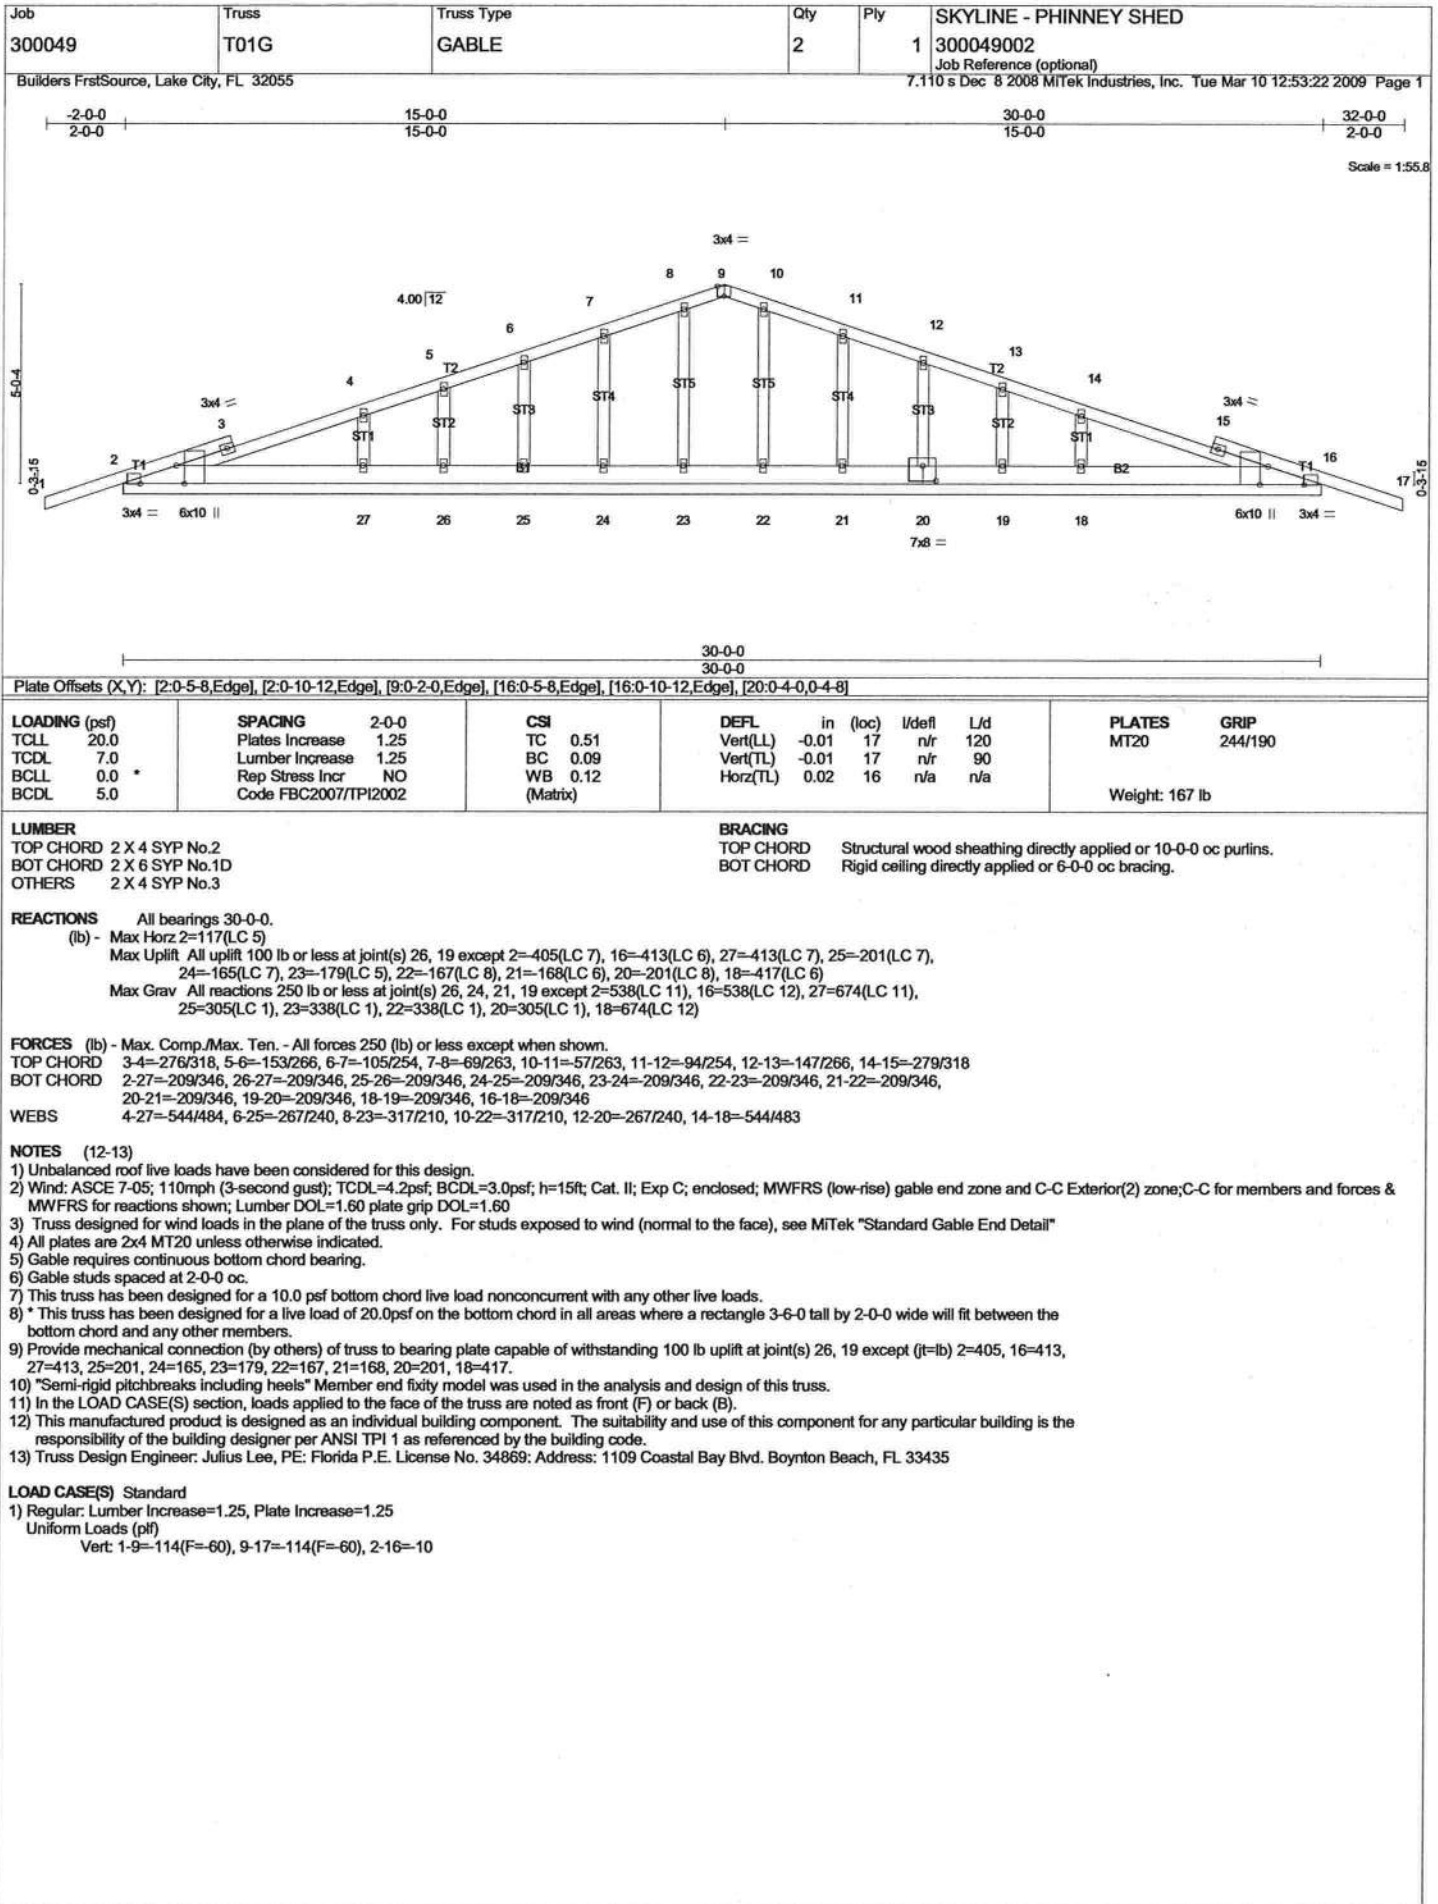 Job Truss Truss Type Qty Ply SKYLINE - PHINNEY SHED
300049 T01G GABLE 2 1 300049002
Job Reference (optional)
Builders FrstSource, Lake City, FL 32055 7.110 s Dec 8 2008 MiTek Industries, Inc. Tue Mar 10 12:53:22 2009 Page 1
-2-0-0 15-0-0 30-0-0 32-0-0
2-0-0 15-0-0 15-0-0 2-0-0
Scale = 1:55.8
3x4 =
8 9 10
4.00 12 7 11
6 12
5 T2 T2 13
4 14
5-0-4
3x4 = 3x4 =
3 15
ST1 ST2 ST3 ST4 ST5 ST5 ST4 ST3 ST2 ST1
2 T1 T1 16
0-3-15 1 B1 B2 17 0-3-15
3x4 = 6x10 || 27 26 25 24 23 22 21 20 19 18 6x10 || 3x4 =
7x8 =
30-0-0
30-0-0
Plate Offsets (X,Y): [2:0-5-8,Edge], [2:0-10-12,Edge], [9:0-2-0,Edge], [16:0-5-8,Edge], [16:0-10-12,Edge], [20:0-4-0,0-4-8]
LOADING (psf) SPACING 2-0-0 CSI DEFL in (loc) l/defl L/d PLATES GRIP
TCLL 20.0 Plates Increase 1.25 TC 0.51 Vert(LL) -0.01 17 n/r 120 MT20 244/190
TCDL 7.0 Lumber Increase 1.25 BC 0.09 Vert(TL) -0.01 17 n/r 90
BCLL 0.0 * Rep Stress Incr NO WB 0.12 Horz(TL) 0.02 16 n/a n/a
BCDL 5.0 Code FBC2007/TPI2002 (Matrix) Weight: 167 lb
LUMBER BRACING
TOP CHORD 2 X 4 SYP No.2 TOP CHORD Structural wood sheathing directly applied or 10-0-0 oc purlins.
BOT CHORD 2 X 6 SYP No.1D BOT CHORD Rigid ceiling directly applied or 6-0-0 oc bracing.
OTHERS 2 X 4 SYP No.3
REACTIONS All bearings 30-0-0.
(lb) - Max Horz 2=117(LC 5)
Max Uplift All uplift 100 lb or less at joint(s) 26, 19 except 2=-405(LC 7), 16=-413(LC 6), 27=-413(LC 7), 25=-201(LC 7),
24=-165(LC 7), 23=-179(LC 5), 22=-167(LC 8), 21=-168(LC 6), 20=-201(LC 8), 18=-417(LC 6)
Max Grav All reactions 250 lb or less at joint(s) 26, 24, 21, 19 except 2=538(LC 11), 16=538(LC 12), 27=674(LC 11),
25=305(LC 1), 23=338(LC 1), 22=338(LC 1), 20=305(LC 1), 18=674(LC 12)
FORCES (lb) - Max. Comp./Max. Ten. - All forces 250 (lb) or less except when shown.
TOP CHORD 3-4=-276/318, 5-6=-153/266, 6-7=-105/254, 7-8=-69/263, 10-11=-57/263, 11-12=-94/254, 12-13=-147/266, 14-15=-279/318
BOT CHORD 2-27=-209/346, 26-27=-209/346, 25-26=-209/346, 24-25=-209/346, 23-24=-209/346, 22-23=-209/346, 21-22=-209/346,
20-21=-209/346, 19-20=-209/346, 18-19=-209/346, 16-18=-209/346
WEBS 4-27=-544/484, 6-25=-267/240, 8-23=-317/210, 10-22=-317/210, 12-20=-267/240, 14-18=-544/483
NOTES (12-13)
1) Unbalanced roof live loads have been considered for this design.
2) Wind: ASCE 7-05; 110mph (3-second gust); TCDL=4.2psf; BCDL=3.0psf; h=15ft; Cat. II; Exp C; enclosed; MWFRS (low-rise) gable end zone and C-C Exterior(2) zone;C-C for members and forces &
MWFRS for reactions shown; Lumber DOL=1.60 plate grip DOL=1.60
3) Truss designed for wind loads in the plane of the truss only. For studs exposed to wind (normal to the face), see MiTek "Standard Gable End Detail"
4) All plates are 2x4 MT20 unless otherwise indicated.
5) Gable requires continuous bottom chord bearing.
6) Gable studs spaced at 2-0-0 oc.
7) This truss has been designed for a 10.0 psf bottom chord live load nonconcurrent with any other live loads.
8) * This truss has been designed for a live load of 20.0psf on the bottom chord in all areas where a rectangle 3-6-0 tall by 2-0-0 wide will fit between the
bottom chord and any other members.
9) Provide mechanical connection (by others) of truss to bearing plate capable of withstanding 100 lb uplift at joint(s) 26, 19 except (jt=lb) 2=405, 16=413,
27=413, 25=201, 24=165, 23=179, 22=167, 21=168, 20=201, 18=417.
10) "Semi-rigid pitchbreaks including heels" Member end fixity model was used in the analysis and design of this truss.
11) In the LOAD CASE(S) section, loads applied to the face of the truss are noted as front (F) or back (B).
12) This manufactured product is designed as an individual building component. The suitability and use of this component for any particular building is the
responsibility of the building designer per ANSI TPI 1 as referenced by the building code.
13) Truss Design Engineer: Julius Lee, PE: Florida P.E. License No. 34869: Address: 1109 Coastal Bay Blvd. Boynton Beach, FL 33435
LOAD CASE(S) Standard
1) Regular: Lumber Increase=1.25, Plate Increase=1.25
Uniform Loads (plf)
Vert: 1-9=-114(F=-60), 9-17=-114(F=-60), 2-16=-10